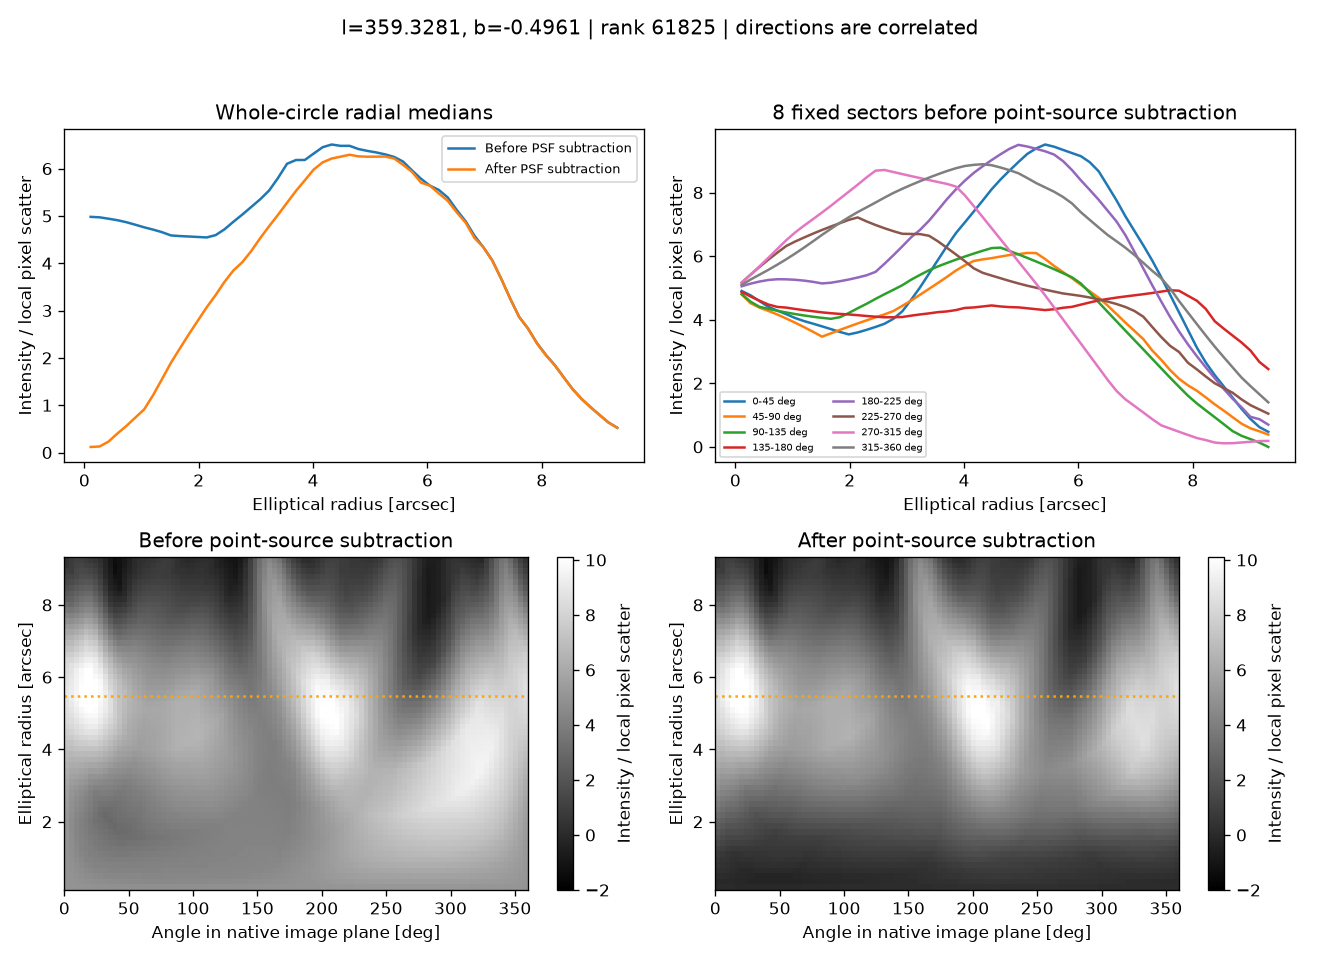 l=359.3281, b=-0.4961 | rank 61825 | directions are correlated
Whole-circle radial medians
Before PSF subtraction
After PSF subtraction
Intensity / local pixel scatter
6
5
4
3
2
1
0
0 2 4 6 8
Elliptical radius [arcsec]
8 fixed sectors before point-source subtraction
Intensity / local pixel scatter
8
6
4
2
0
0-45 deg
45-90 deg
90-135 deg
135-180 deg
180-225 deg
225-270 deg
270-315 deg
315-360 deg
0 2 4 6 8
Elliptical radius [arcsec]
Before point-source subtraction
Elliptical radius [arcsec]
8
6
4
2
0 50 100 150 200 250 300 350
Angle in native image plane [deg]
10
8
6
4
2
0
−2
Intensity / local pixel scatter
After point-source subtraction
Elliptical radius [arcsec]
8
6
4
2
0 50 100 150 200 250 300 350
Angle in native image plane [deg]
10
8
6
4
2
0
−2
Intensity / local pixel scatter